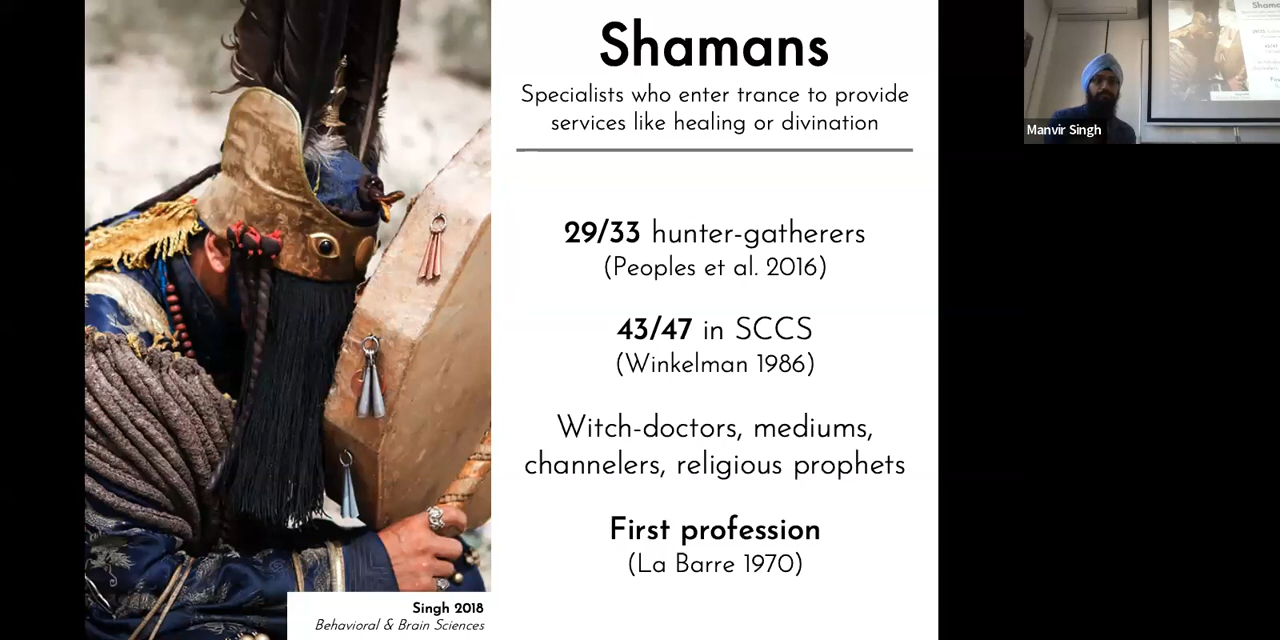 Shamans
Specialists who enter trance to provide
services like healing or divination
29/33 hunter-gatherers
(Peoples et al. 2016)
43/47 in SCCS
(Winkelman 1986)
Witch-doctors, mediums,
channelers, religious prophets
First profession
(La Barre 1970)
Singh 2018
Behavioral & Brain Sciences
Manvir Singh